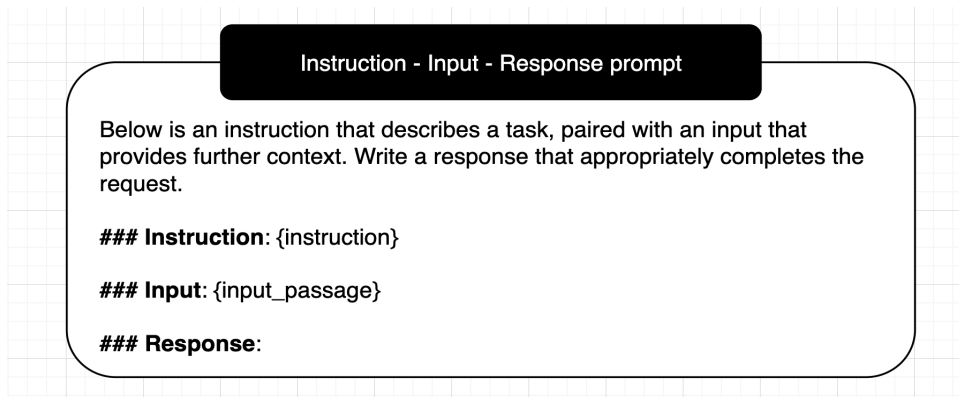 Instruction - Input - Response prompt
Below is an instruction that describes a task, paired with an input that
provides further context. Write a response that appropriately completes the
request.
### Instruction: {instruction}
### Input: {input_passage}
### Response: